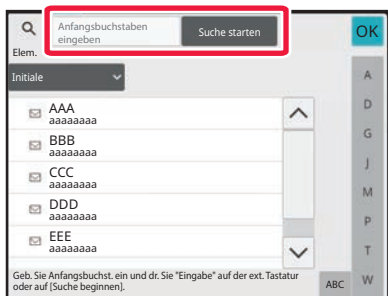 Anfangsbuchstaben
eingeben
Suche starten
OK
Elem.
Initiale
A
AAA
aaaaaaaa
D
BBB
aaaaaaaa
G
CCC
aaaaaaaa
J
DDD
aaaaaaaa
M
EEE
aaaaaaaa
P
T
Geb. Sie Anfangsbuchst. ein und dr. Sie "Eingabe" auf der ext. Tastatur
oder auf [Suche beginnen].
ABC
W